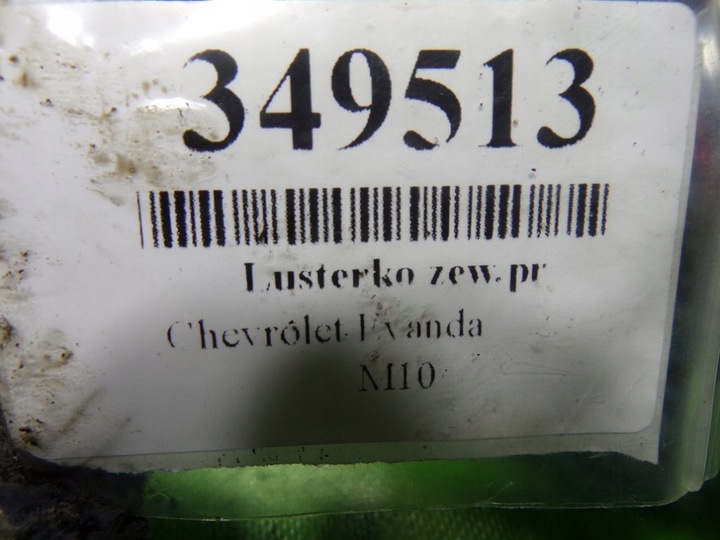 349513
Lusterko zew.pr
Chevrolet Evanda
M10